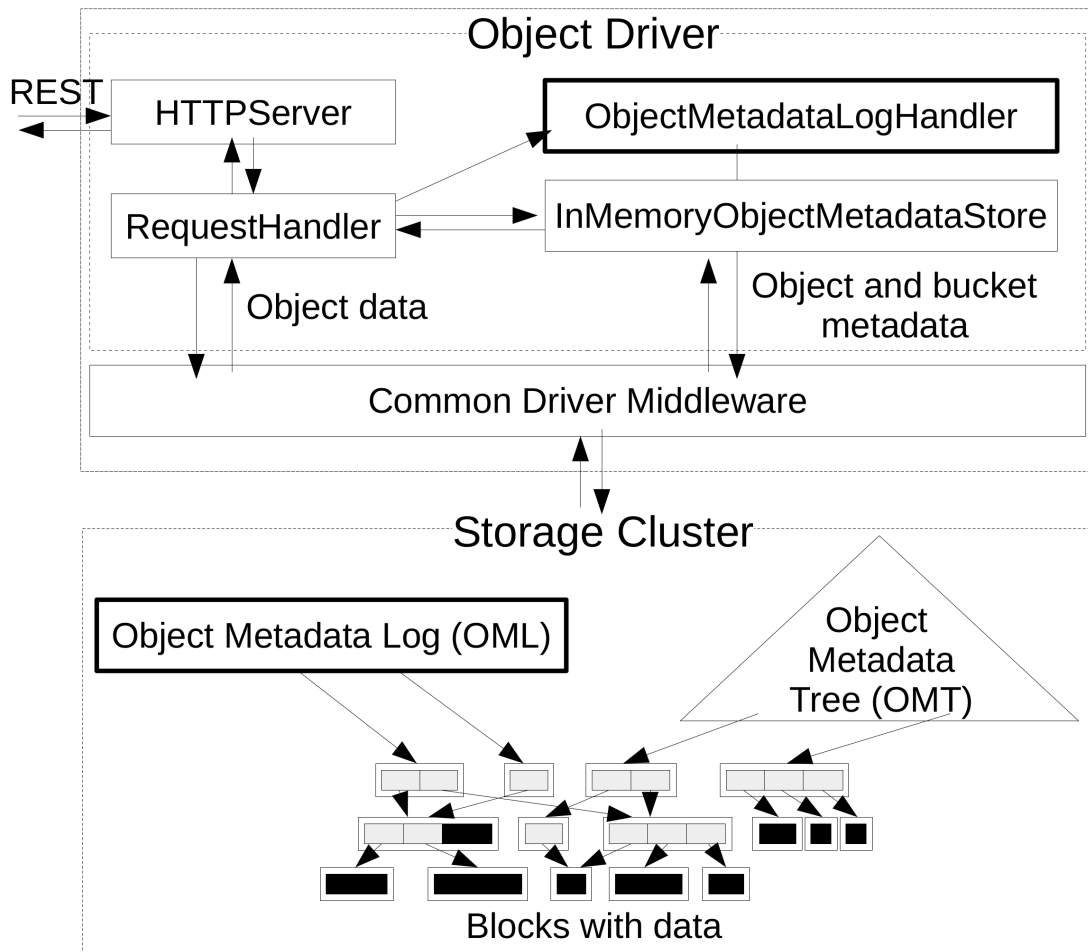 Object Driver
REST
HTTPServer
ObjectMetadataLogHandler
RequestHandler
InMemoryObjectMetadataStore
Object data
Object and bucket
metadata
Common Driver Middleware
Storage Cluster
Object Metadata Log (OML)
Object
Metadata
Tree (OMT)
Blocks with data